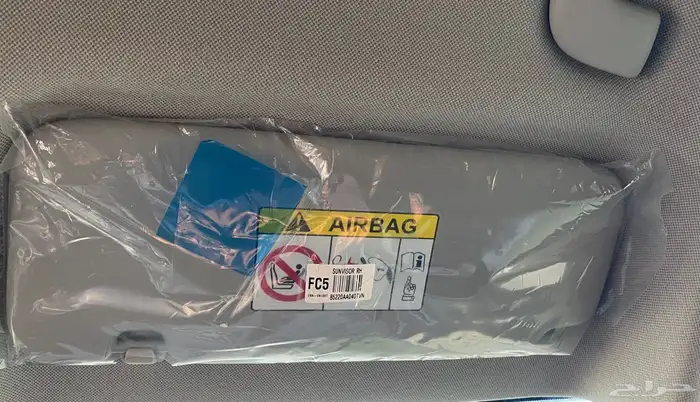 AIRBAG
SUNVISOR RH
FC5
85220AA040TVN
حراج